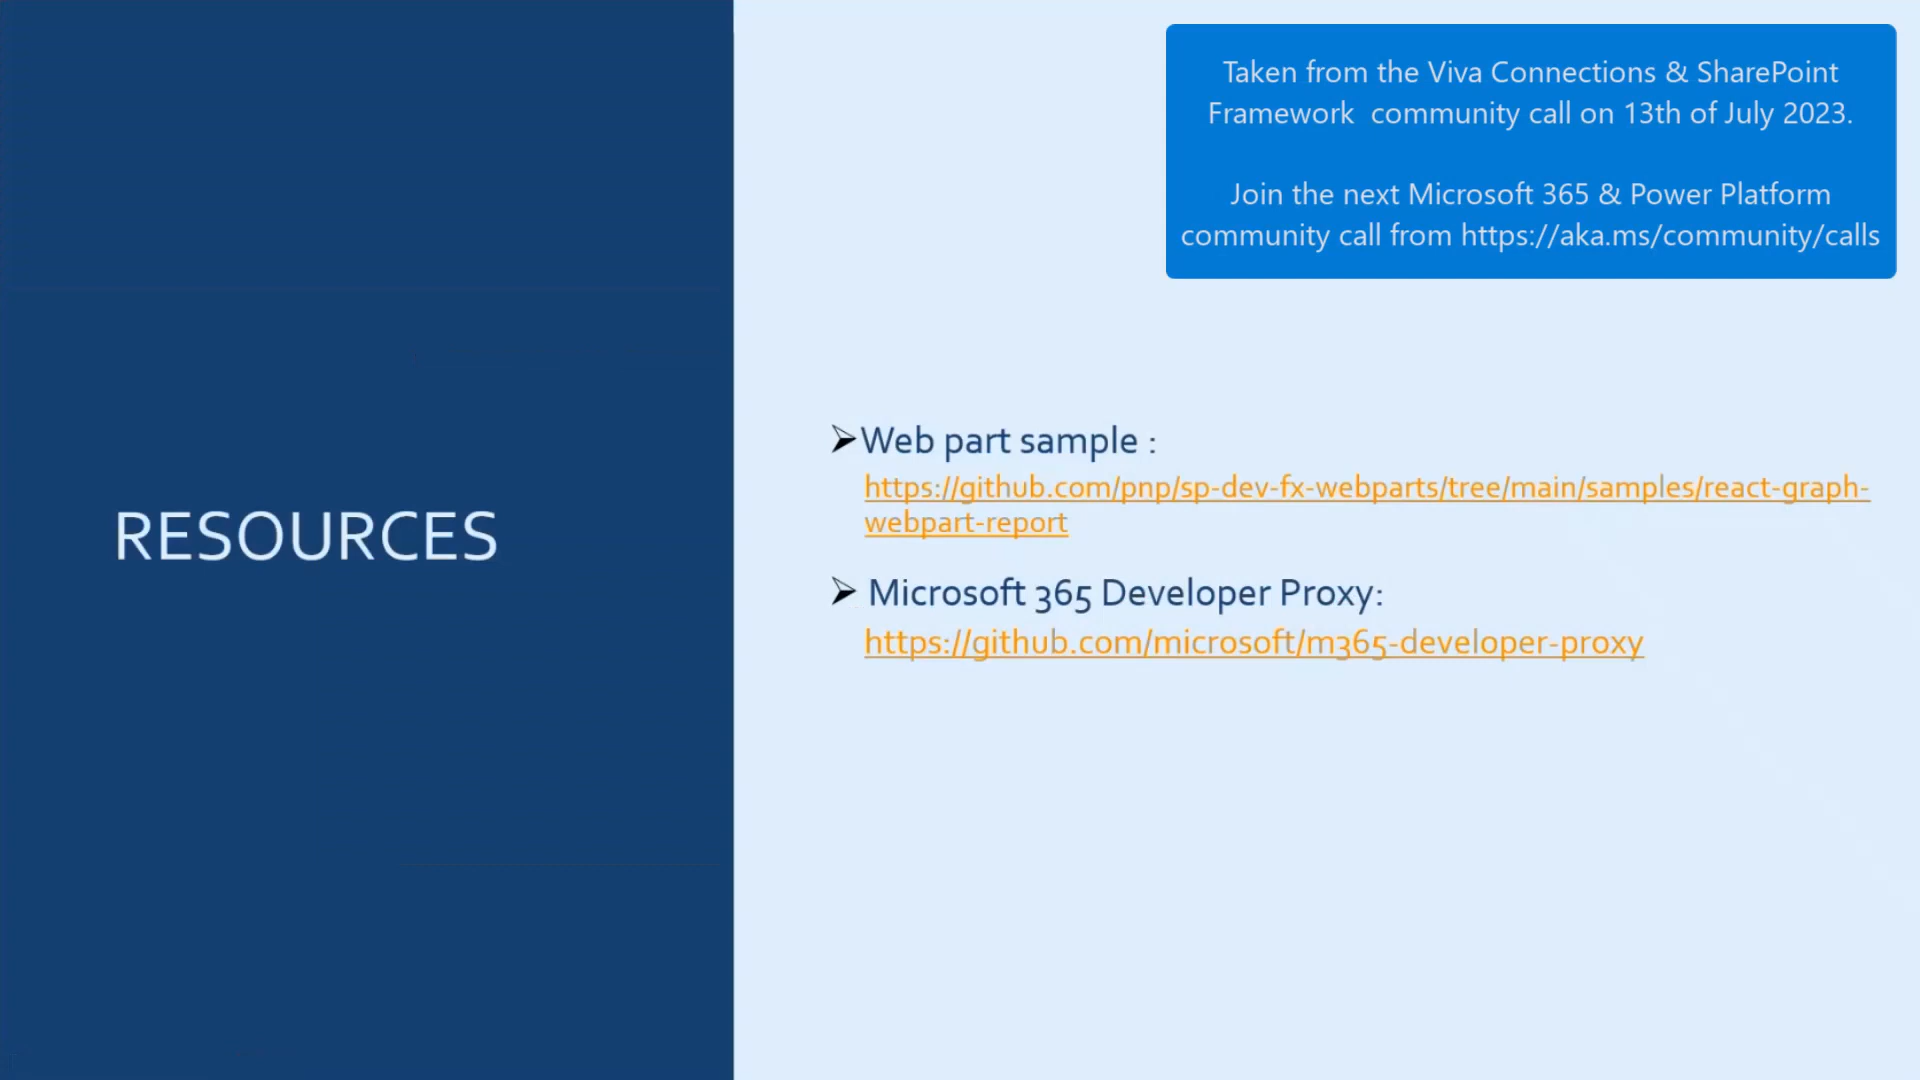 Taken from the Viva Connections & SharePoint
Framework  community call on 13th of July 2023.
Join the next Microsoft 365 & Power Platform
community call from https://aka.ms/community/calls
RESOURCES
➢Web part sample :
https://github.com/pnp/sp-dev-fx-webparts/tree/main/samples/react-graph-
webpart-report
➢ Microsoft 365 Developer Proxy:
https://github.com/microsoft/m365-developer-proxy